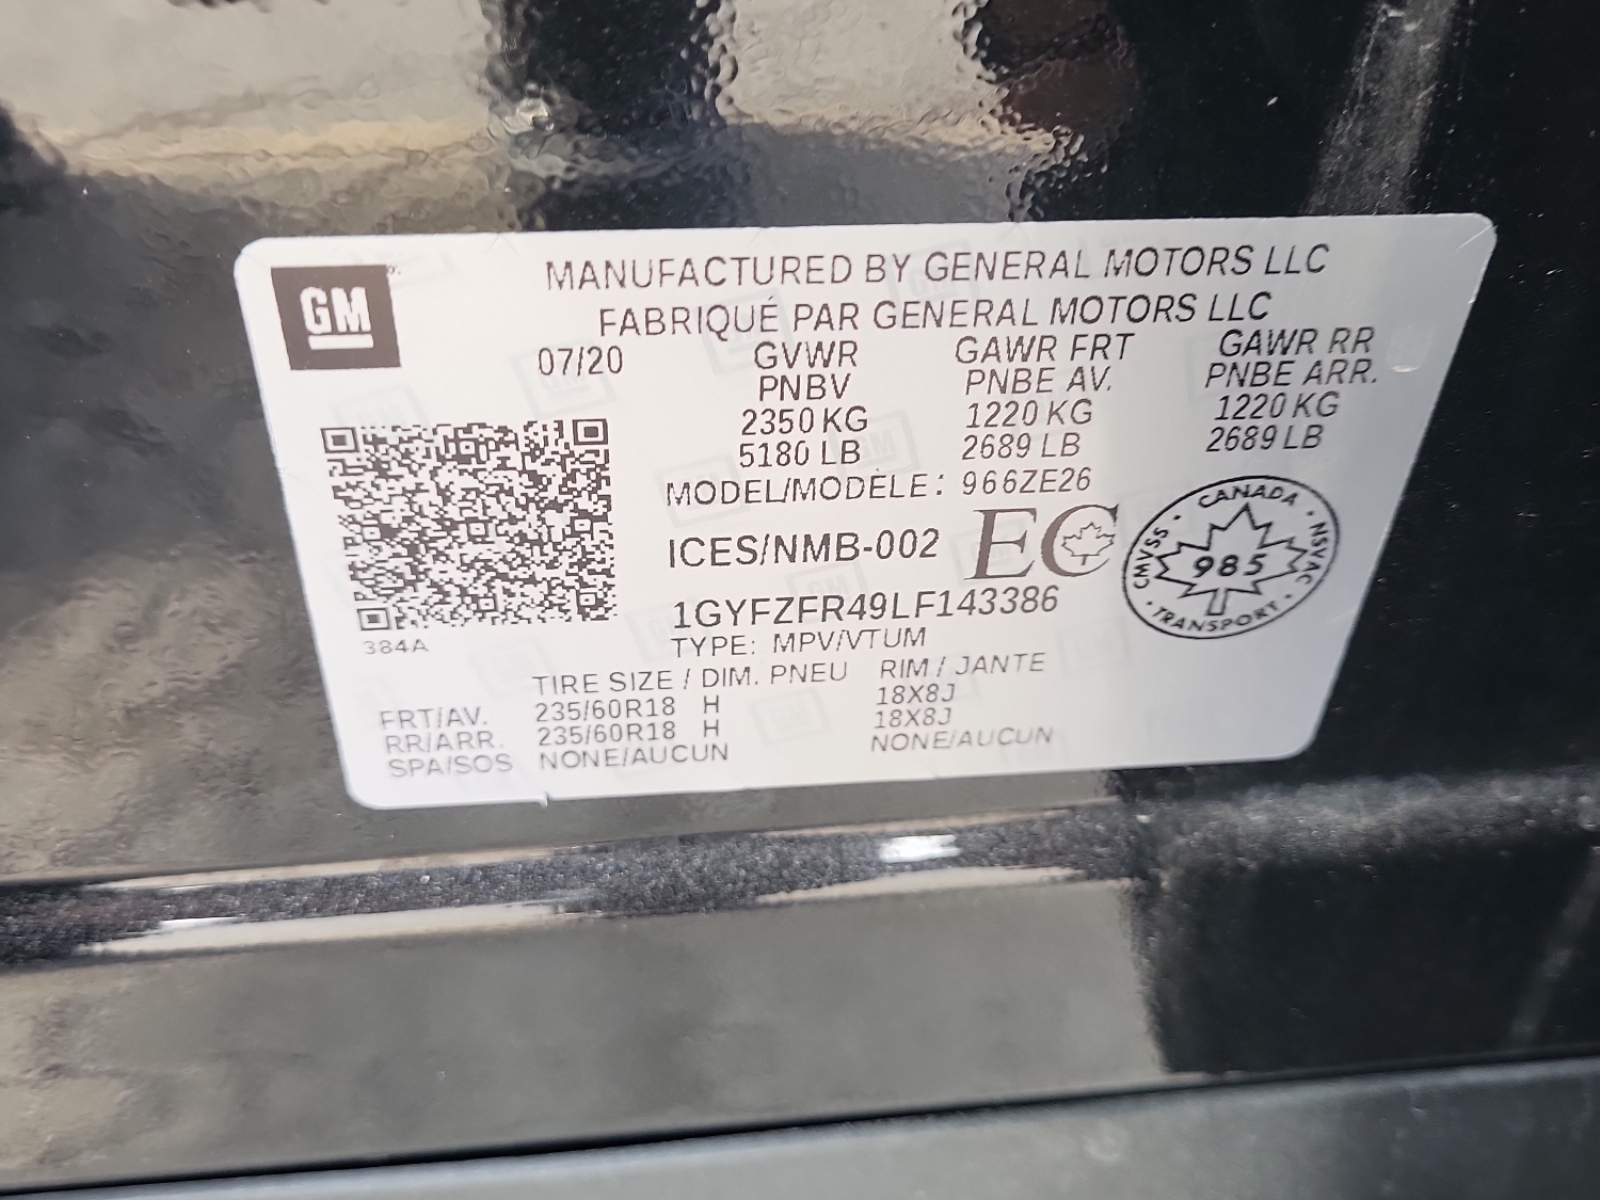 GM
MANUFACTURED BY GENERAL MOTORS LLC
FABRIQUÉ PAR GENERAL MOTORS LLC
07/20 GVWR GAWR FRT GAWR RR
PNBV PNBE AV. PNBE ARR.
2350 KG 1220 KG 1220 KG
5180 LB 2689 LB 2689 LB
MODEL/MODÈLE: 966ZE26
ICES/NMB-002 EC
CANADA
CMVSS · NSVAC
985
TRANSPORT
1GYFZFR49LF143386
384A
TYPE: MPV/VTUM
TIRE SIZE / DIM. PNEU RIM / JANTE
FRT/AV. 235/60R18 H 18X8J
RR/ARR. 235/60R18 H 18X8J
SPA/SOS NONE/AUCUN NONE/AUCUN